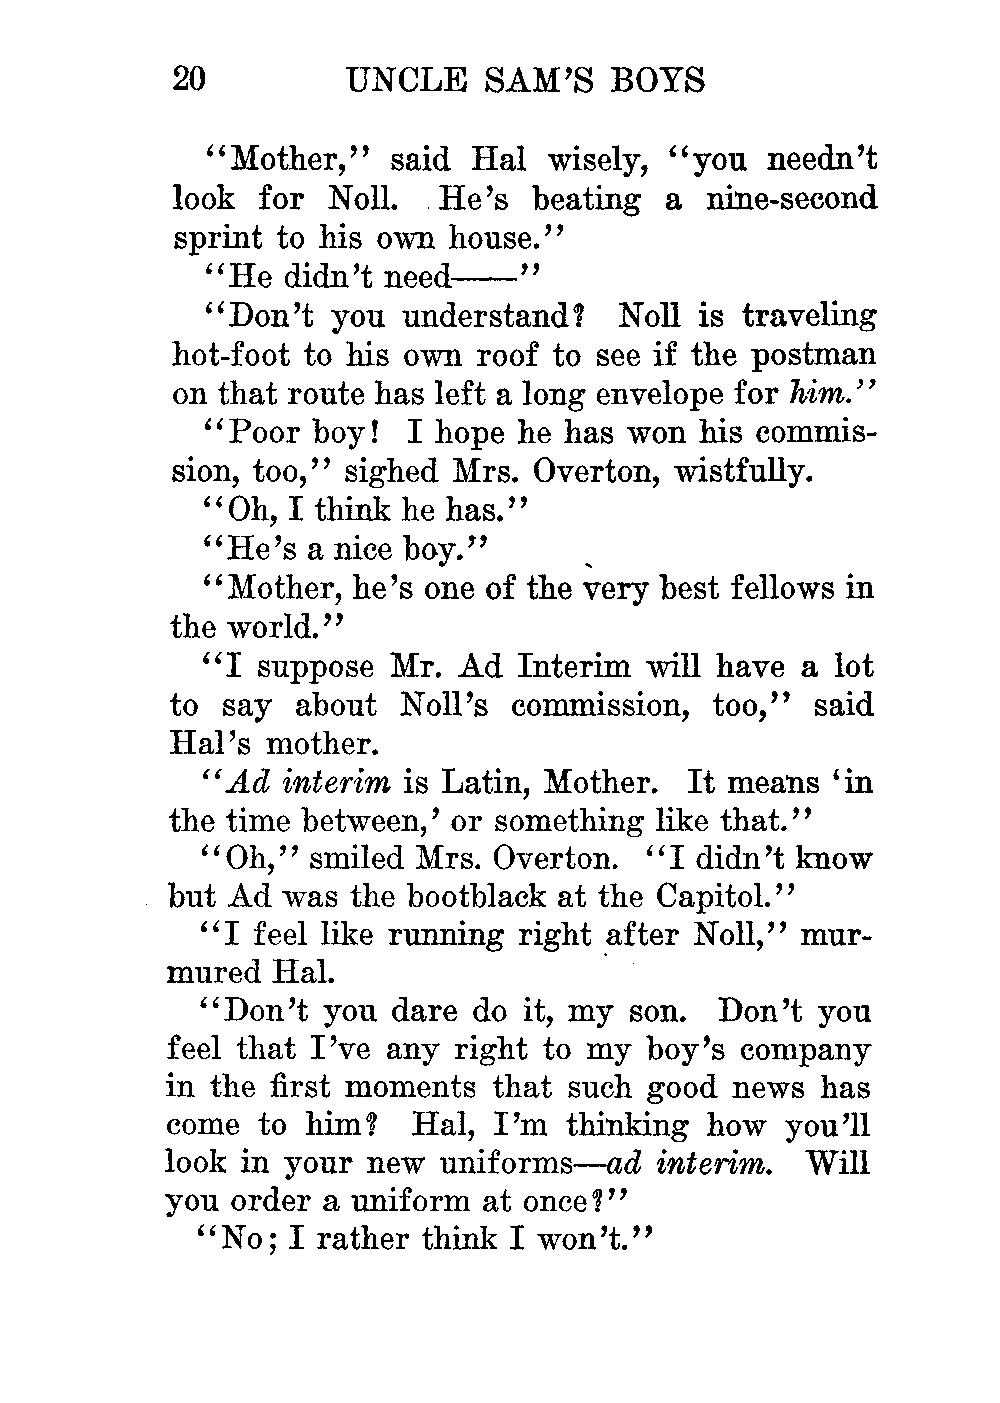 20 UNCLE SAM'S BOYS
“Mother,” said Hal wisely, “you needn't
look for Noll. He's beating a nine-second
sprint to his own house.”
“He didn't need——”
“Don't you understand? Noll is traveling
hot-foot to his own roof to see if the postman
on that route has left a long envelope for him.”
“Poor boy! I hope he has won his commis-
sion, too,” sighed Mrs. Overton, wistfully.
“Oh, I think he has.”
“He's a nice boy.”
“Mother, he's one of the very best fellows in
the world.”
“I suppose Mr. Ad Interim will have a lot
to say about Noll's commission, too,” said
Hal's mother.
“Ad interim is Latin, Mother. It means ‘in
the time between,’ or something like that.”
“Oh,” smiled Mrs. Overton. “I didn't know
but Ad was the bootblack at the Capitol.”
“I feel like running right after Noll,” mur-
mured Hal.
“Don't you dare do it, my son. Don't you
feel that I've any right to my boy's company
in the first moments that such good news has
come to him? Hal, I'm thinking how you'll
look in your new uniforms—ad interim. Will
you order a uniform at once?”
“No; I rather think I won't.”